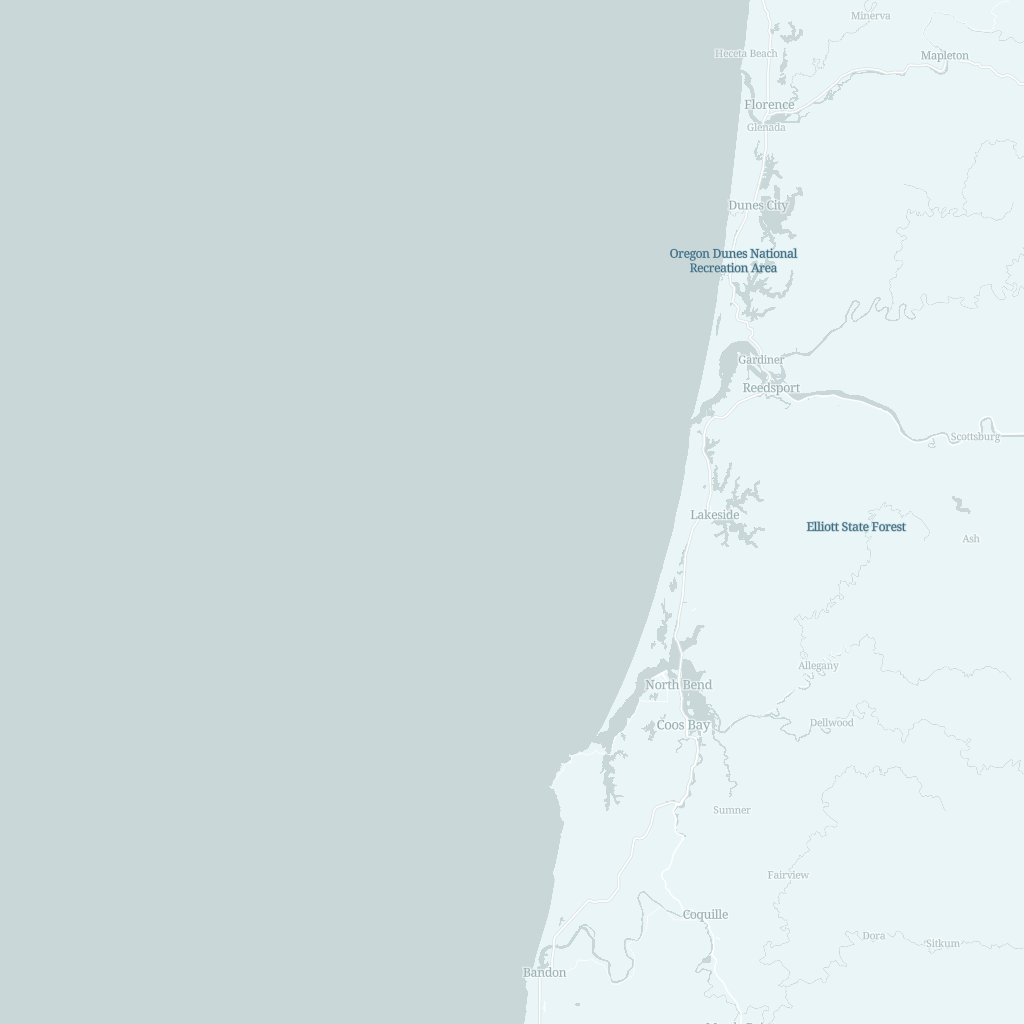 Minerva
Heceta Beach
Mapleton
Florence
Glenada
Dunes City
Oregon Dunes National
Recreation Area
Gardiner
Reedsport
Scottsburg
Lakeside
Elliott State Forest
Ash
Allegany
North Bend
Dellwood
Coos Bay
Sumner
Fairview
Coquille
Dora
Sitkum
Bandon